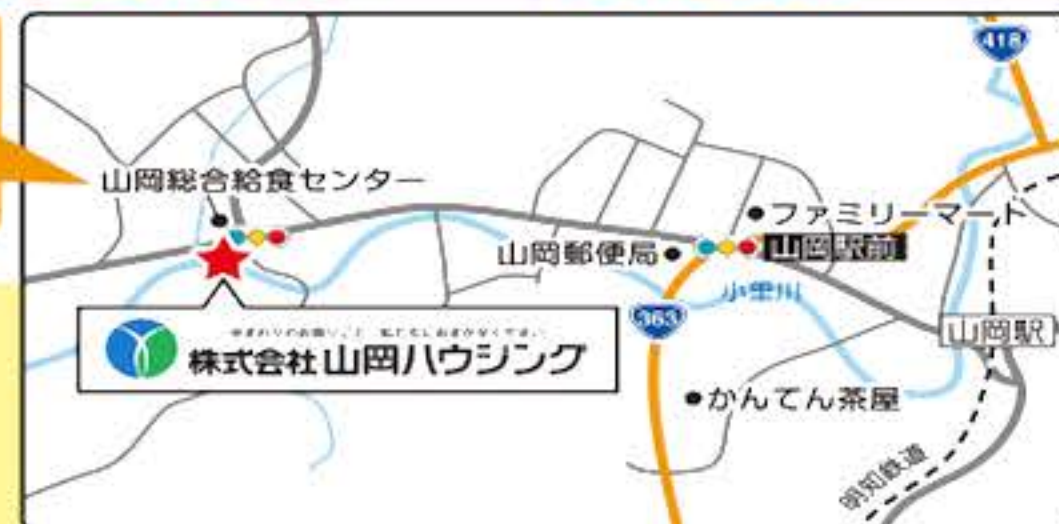 418
山岡総合給食センター
ファミリーマート
山岡郵便局
山岡駅前
小里川
363
山岡駅
株式会社山岡ハウジング
かんてん茶屋
明知鉄道